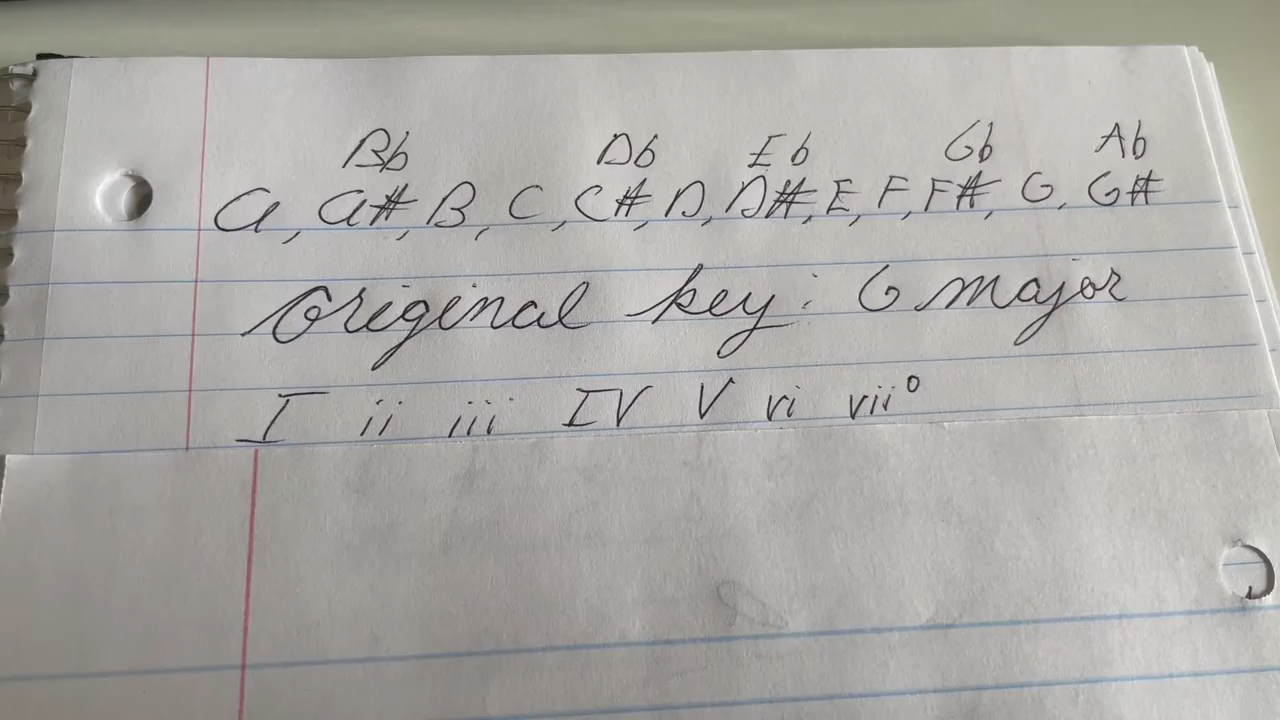 Bb Db Eb Gb Ab
A, A#, B, C, C#, D, D#, E, F, F#, G, G#
Original key: G major
I ii iii IV V vi vii°